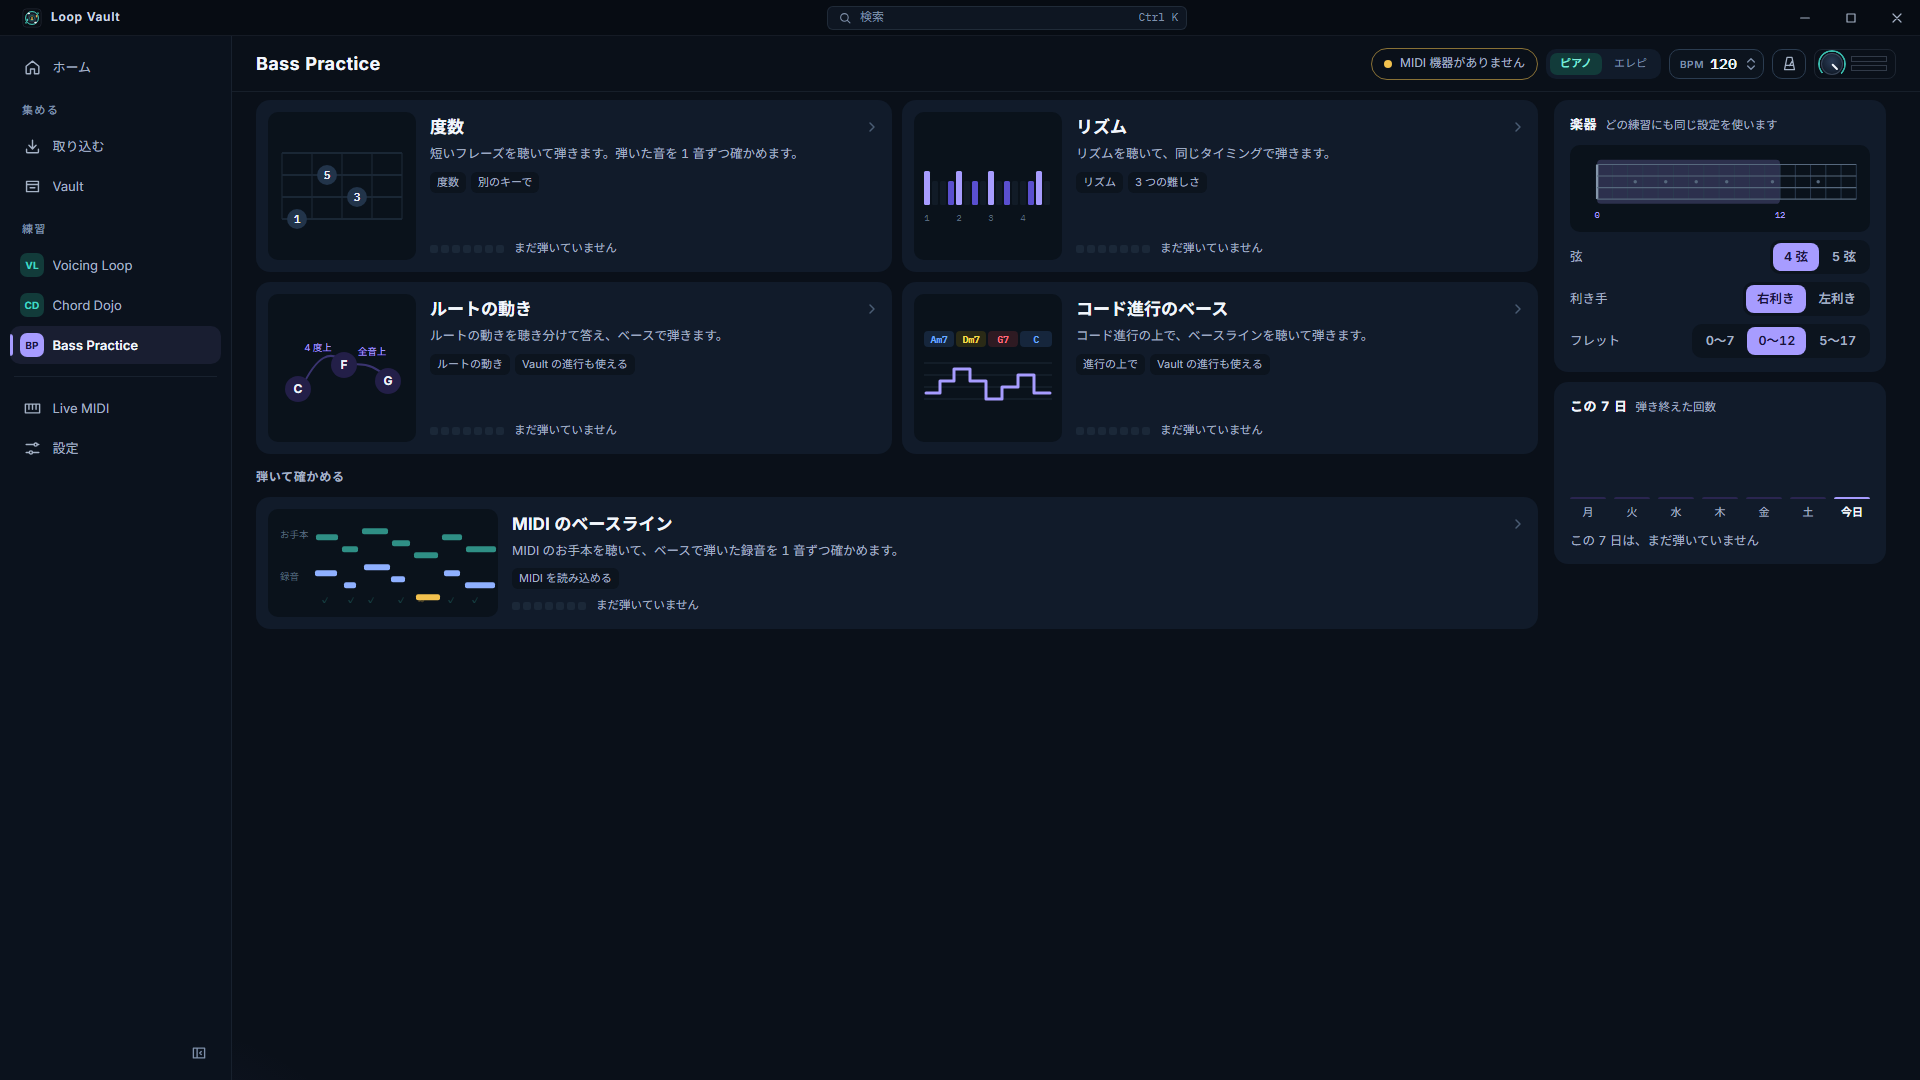 Loop Vault
検索
Ctrl K
ホーム
集める
取り込む
Vault
練習
VL Voicing Loop
CD Chord Dojo
BP Bass Practice
Live MIDI
設定
Bass Practice
MIDI 機器がありません
ピアノ エレピ
BPM 120
度数
短いフレーズを聴いて弾きます。弾いた音を 1 音ずつ確かめます。
度数 別のキーで
まだ弾いていません
5
3
1
リズム
リズムを聴いて、同じタイミングで弾きます。
リズム 3 つの難しさ
まだ弾いていません
1 2 3 4
ルートの動き
ルートの動きを聴き分けて答え、ベースで弾きます。
ルートの動き Vault の進行も使える
まだ弾いていません
4 度上 全音上
C F G
コード進行のベース
コード進行の上で、ベースラインを聴いて弾きます。
進行の上で Vault の進行も使える
まだ弾いていません
Am7 Dm7 G7 C
弾いて確かめる
MIDI のベースライン
MIDI のお手本を聴いて、ベースで弾いた録音を 1 音ずつ確かめます。
MIDI を読み込める
まだ弾いていません
お手本
録音
楽器 どの練習にも同じ設定を使います
0 12
弦 4 弦 5 弦
利き手 右利き 左利き
フレット 0〜7 0〜12 5〜17
この 7 日 弾き終えた回数
月 火 水 木 金 土 今日
この 7 日は、まだ弾いていません